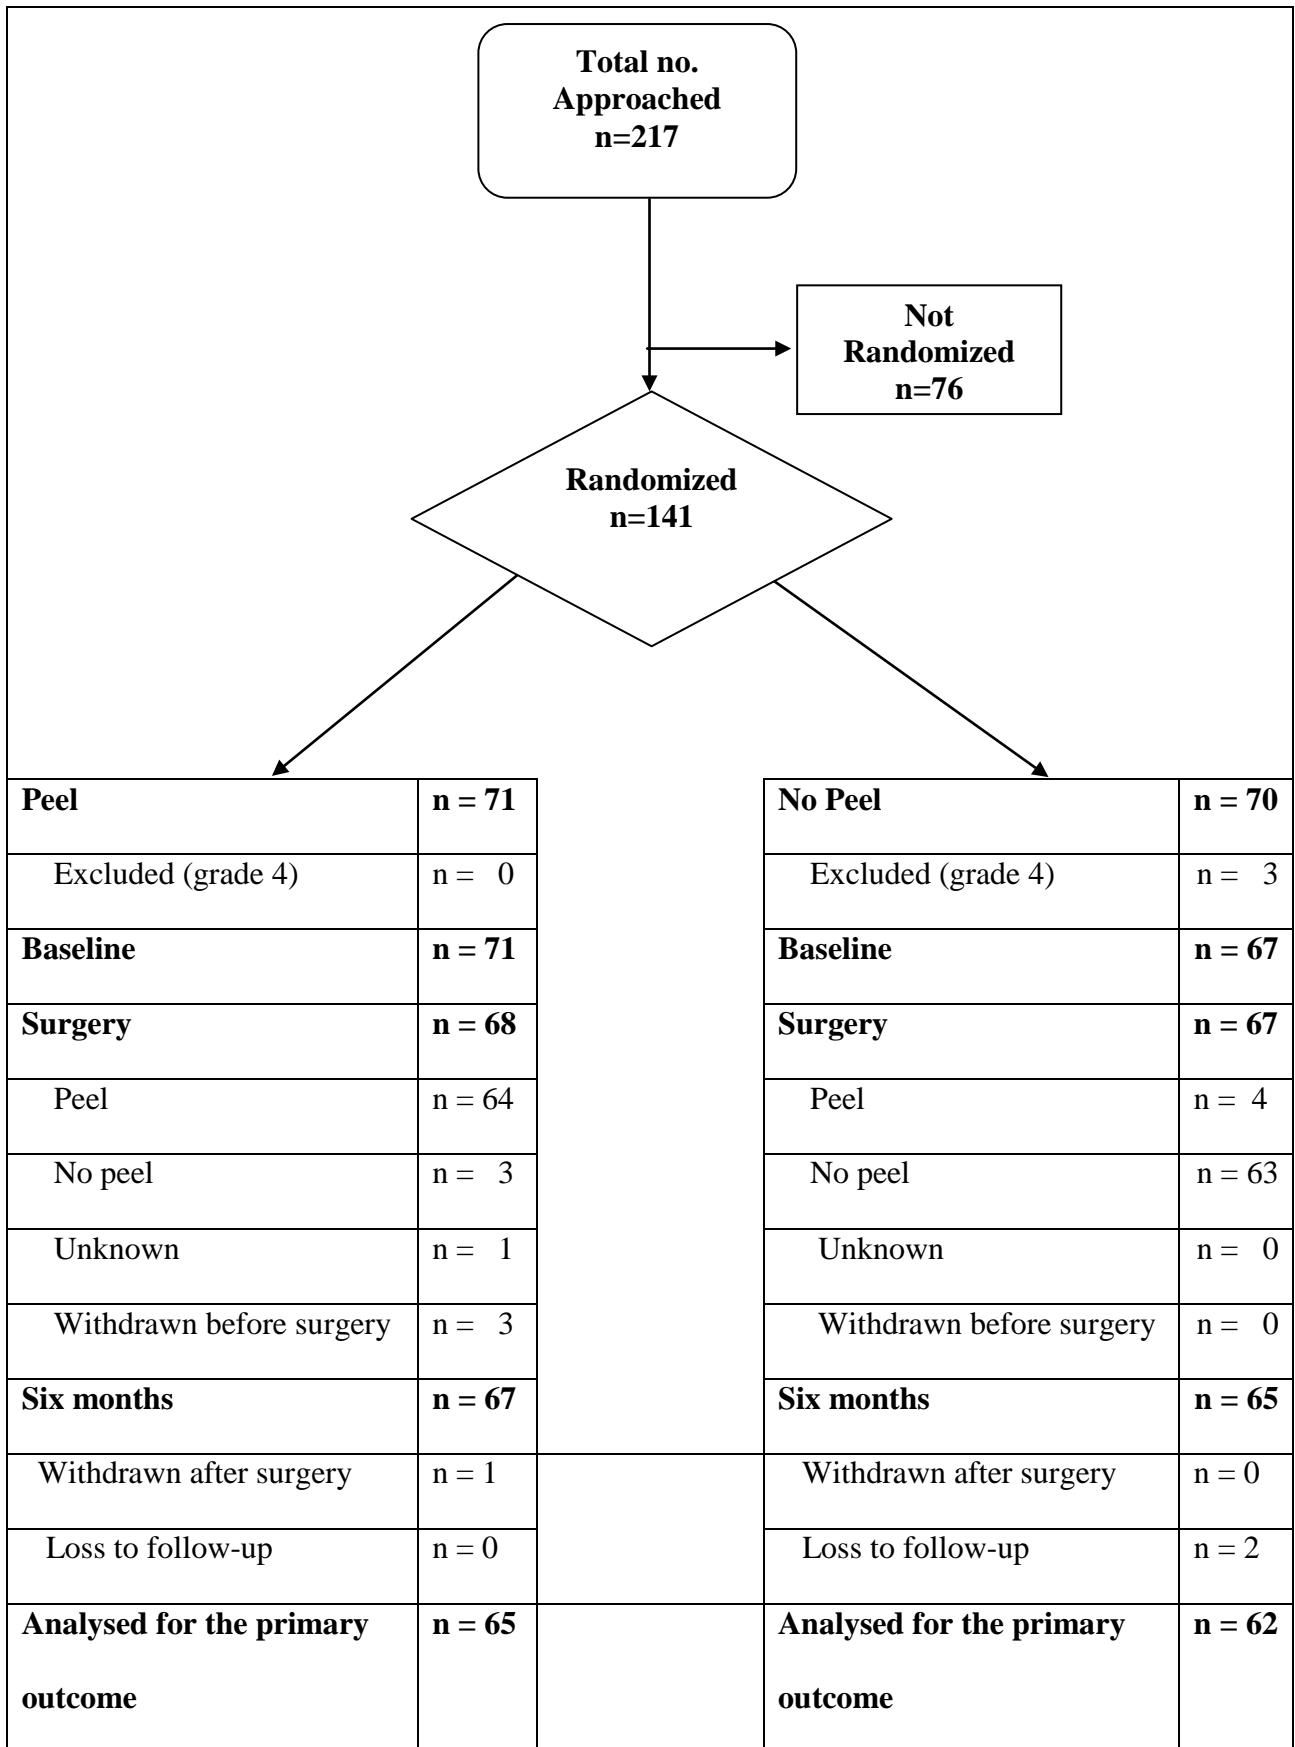 Total no.
Approached
n=217
Not
Randomized
n=76
Randomized
n=141
Peel n = 71
Excluded (grade 4) n = 0
Baseline n = 71
Surgery n = 68
Peel n = 64
No peel n = 3
Unknown n = 1
Withdrawn before surgery n = 3
Six months n = 67
Withdrawn after surgery n = 1
Loss to follow-up n = 0
Analysed for the primary n = 65
outcome
No Peel n = 70
Excluded (grade 4) n = 3
Baseline n = 67
Surgery n = 67
Peel n = 4
No peel n = 63
Unknown n = 0
Withdrawn before surgery n = 0
Six months n = 65
Withdrawn after surgery n = 0
Loss to follow-up n = 2
Analysed for the primary n = 62
outcome